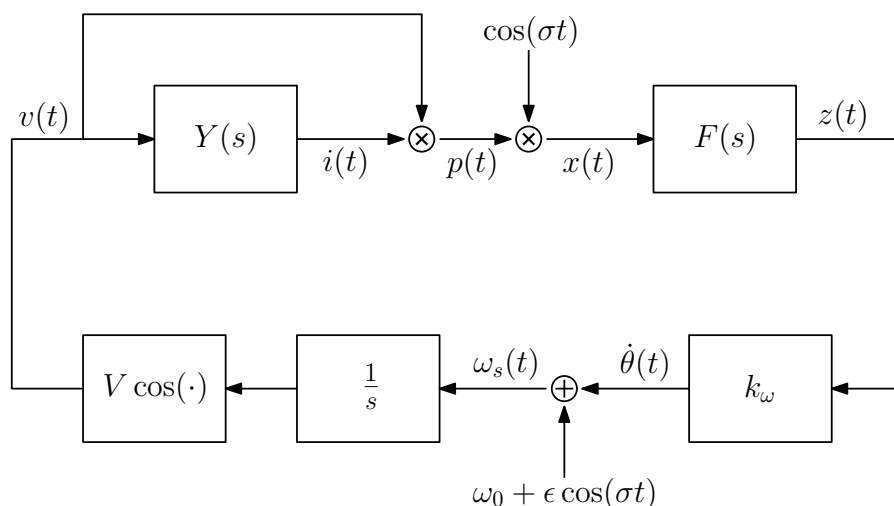 cos(σt)
v(t)
Y(s)
i(t)
p(t)
x(t)
F(s)
z(t)
V cos(·)
1/s
ω_s(t)
θ̇(t)
k_ω
ω_0 + ϵ cos(σt)